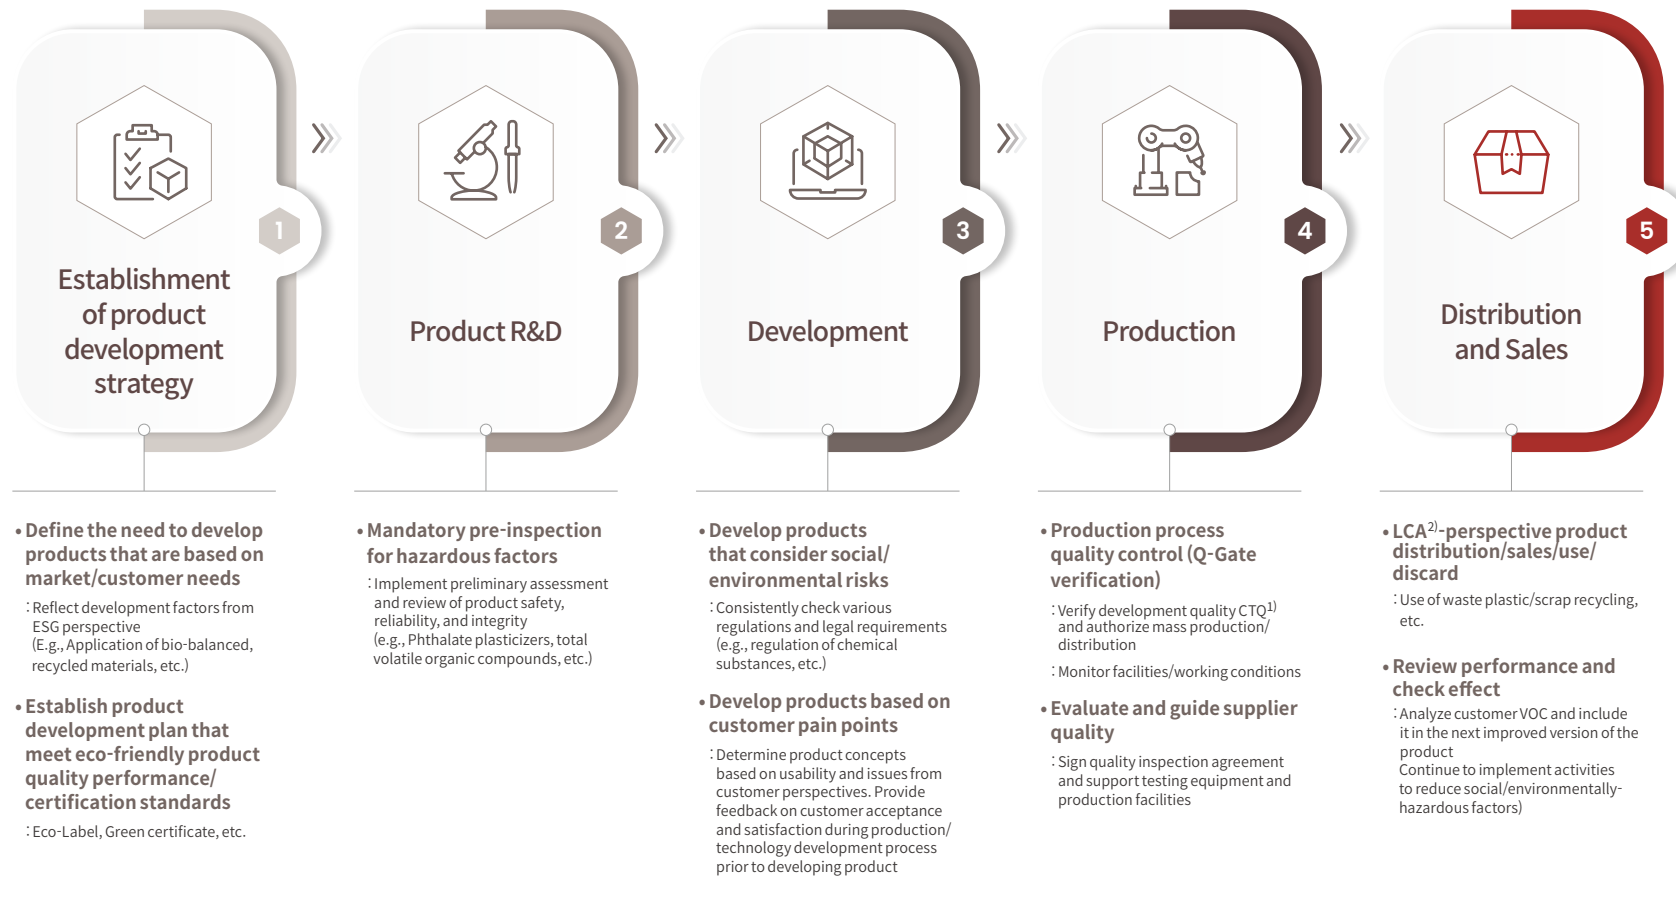 1
Establishment
of product
development
strategy
• Define the need to develop
products that are based on
market/customer needs
: Reflect development factors from
ESG perspective
(E.g., Application of bio-balanced,
recycled materials, etc.)
• Establish product
development plan that
meet eco-friendly product
quality performance/
certification standards
: Eco-Label, Green certificate, etc.
2
Product R&D
• Mandatory pre-inspection
for hazardous factors
: Implement preliminary assessment
and review of product safety,
reliability, and integrity
(e.g., Phthalate plasticizers, total
volatile organic compounds, etc.)
3
Development
• Develop products
that consider social/
environmental risks
: Consistently check various
regulations and legal requirements
(e.g., regulation of chemical
substances, etc.)
• Develop products based on
customer pain points
: Determine product concepts
based on usability and issues from
customer perspectives. Provide
feedback on customer acceptance
and satisfaction during production/
technology development process
prior to developing product
4
Production
• Production process
quality control (Q-Gate
verification)
: Verify development quality CTQ1)
and authorize mass production/
distribution
: Monitor facilities/working conditions
• Evaluate and guide supplier
quality
: Sign quality inspection agreement
and support testing equipment and
production facilities
5
Distribution
and Sales
• LCA2)-perspective product
distribution/sales/use/
discard
: Use of waste plastic/scrap recycling,
etc.
• Review performance and
check effect
: Analyze customer VOC and include
it in the next improved version of the
product
Continue to implement activities
to reduce social/environmentally-
hazardous factors)